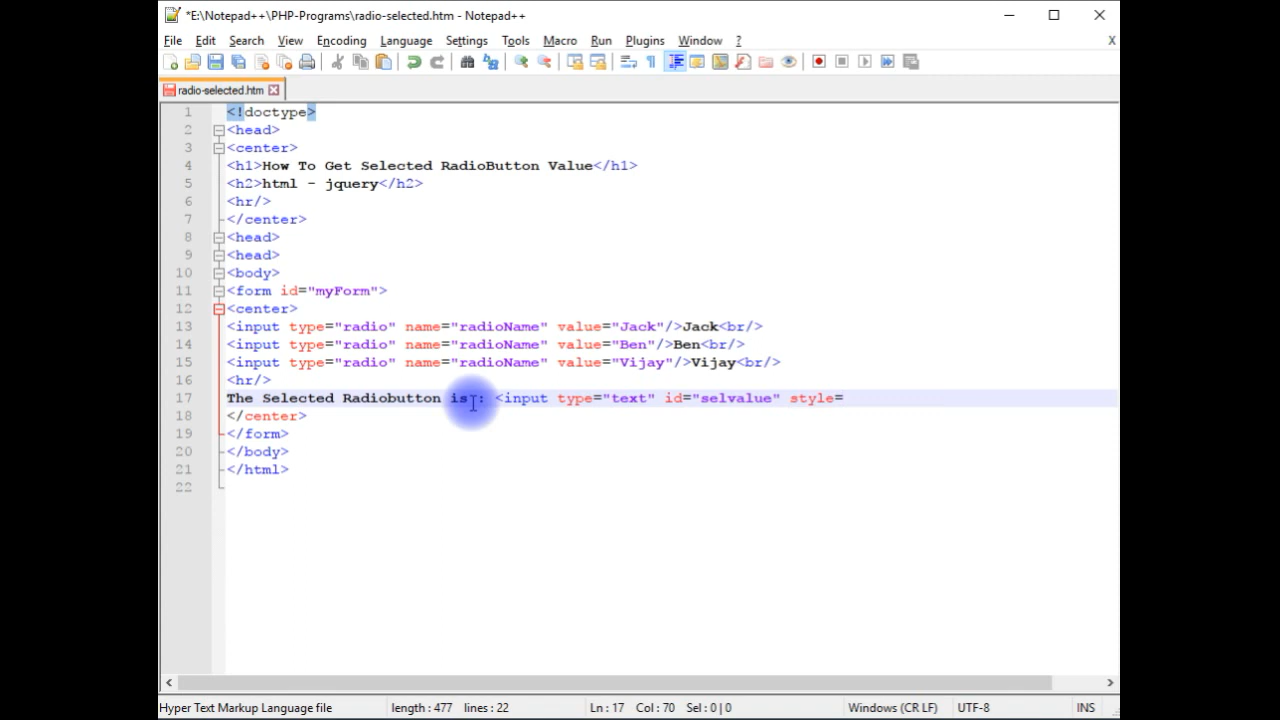 *E:\Notepad++\PHP-Programs\radio-selected.htm - Notepad++
File Edit Search View Encoding Language Settings Tools Macro Run Plugins Window ? X
radio-selected.htm
1 <!doctype>
2 <head>
3 <center>
4 <h1>How To Get Selected RadioButton Value</h1>
5 <h2>html - jquery</h2>
6 <hr/>
7 </center>
8 <head>
9 <head>
10 <body>
11 <form id="myForm">
12 <center>
13 <input type="radio" name="radioName" value="Jack"/>Jack<br/>
14 <input type="radio" name="radioName" value="Ben"/>Ben<br/>
15 <input type="radio" name="radioName" value="Vijay"/>Vijay<br/>
16 <hr/>
17 The Selected Radiobutton is : <input type="text" id="selvalue" style=
18 </center>
19 </form>
20 </body>
21 </html>
22
Hyper Text Markup Language file length : 477 lines : 22 Ln : 17 Col : 70 Sel : 0 | 0 Windows (CR LF) UTF-8 INS